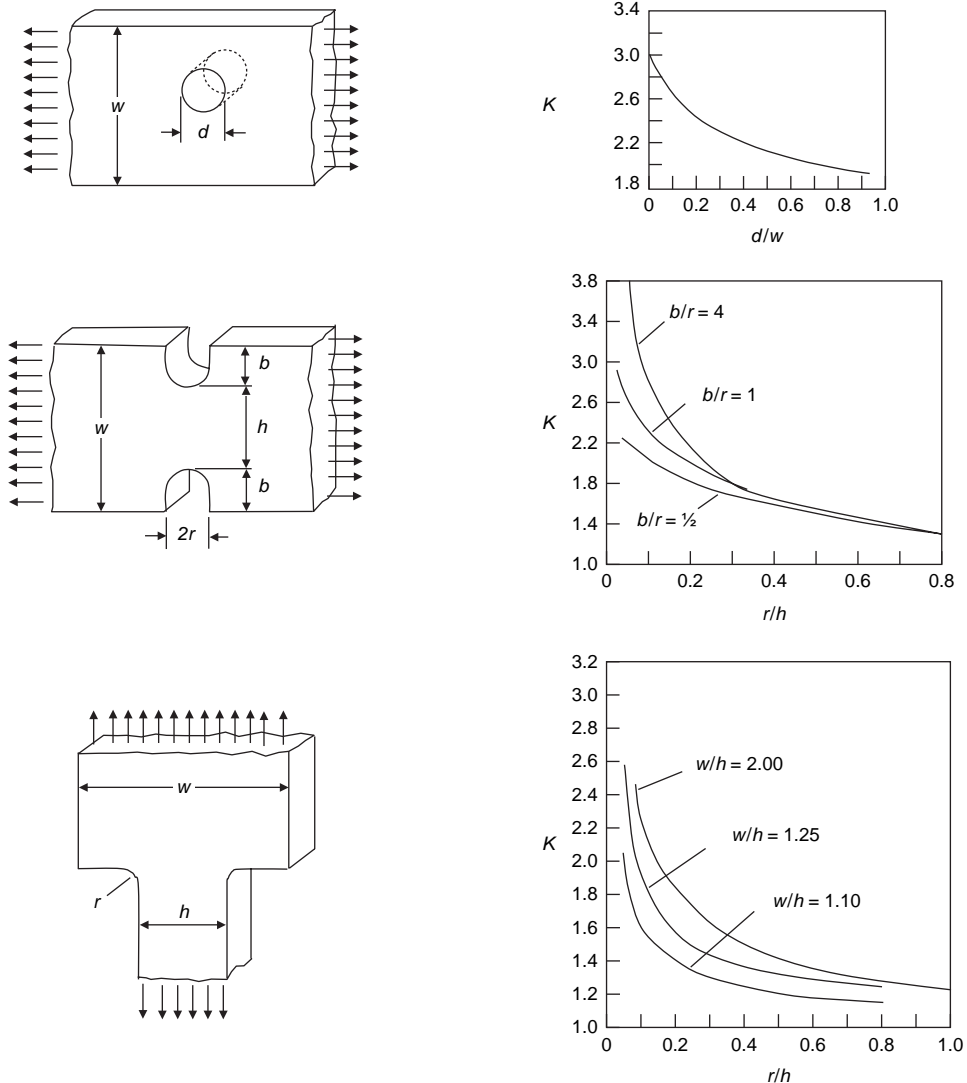 w
d
3.4
3.0
2.6
2.2
1.8
K
0 0.2 0.4 0.6 0.8 1.0
d/w
w
b
h
b
2r
3.8
3.4
3.0
2.6
2.2
1.8
1.4
1.0
K
b/r = 4
b/r = 1
b/r = ½
0 0.2 0.4 0.6 0.8
r/h
w
r
h
3.2
3.0
2.8
2.6
2.4
2.2
2.0
1.8
1.6
1.4
1.2
1.0
K
w/h = 2.00
w/h = 1.25
w/h = 1.10
0 0.2 0.4 0.6 0.8 1.0
r/h